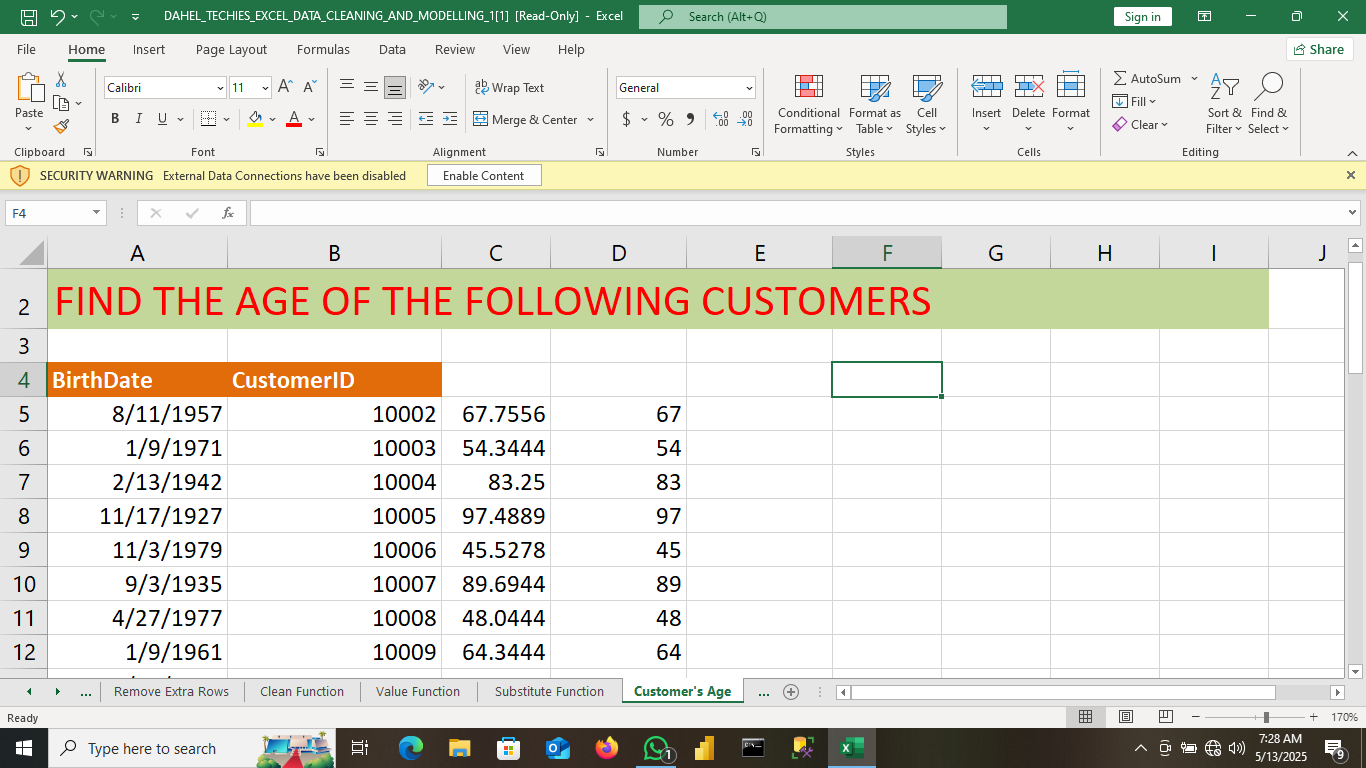 DAHEL_TECHIES_EXCEL_DATA_CLEANING_AND_MODELLING_1[1] [Read-Only] - Excel
Search (Alt+Q)
Sign in
File Home Insert Page Layout Formulas Data Review View Help
Share
Paste
Calibri 11
B I U
Wrap Text
Merge & Center
General
$ % 9
Conditional Formatting
Format as Table
Cell Styles
Insert Delete Format
AutoSum
Fill
Clear
Sort & Filter
Find & Select
Clipboard Font Alignment Number Styles Cells Editing
SECURITY WARNING External Data Connections have been disabled Enable Content
F4 fx
A B C D E F G H I J
2 FIND THE AGE OF THE FOLLOWING CUSTOMERS
3
4 BirthDate CustomerID
5 8/11/1957 10002 67.7556 67
6 1/9/1971 10003 54.3444 54
7 2/13/1942 10004 83.25 83
8 11/17/1927 10005 97.4889 97
9 11/3/1979 10006 45.5278 45
10 9/3/1935 10007 89.6944 89
11 4/27/1977 10008 48.0444 48
12 1/9/1961 10009 64.3444 64
... Remove Extra Rows Clean Function Value Function Substitute Function Customer's Age ...
Ready 170%
Type here to search
1
7:28 AM
5/13/2025
9